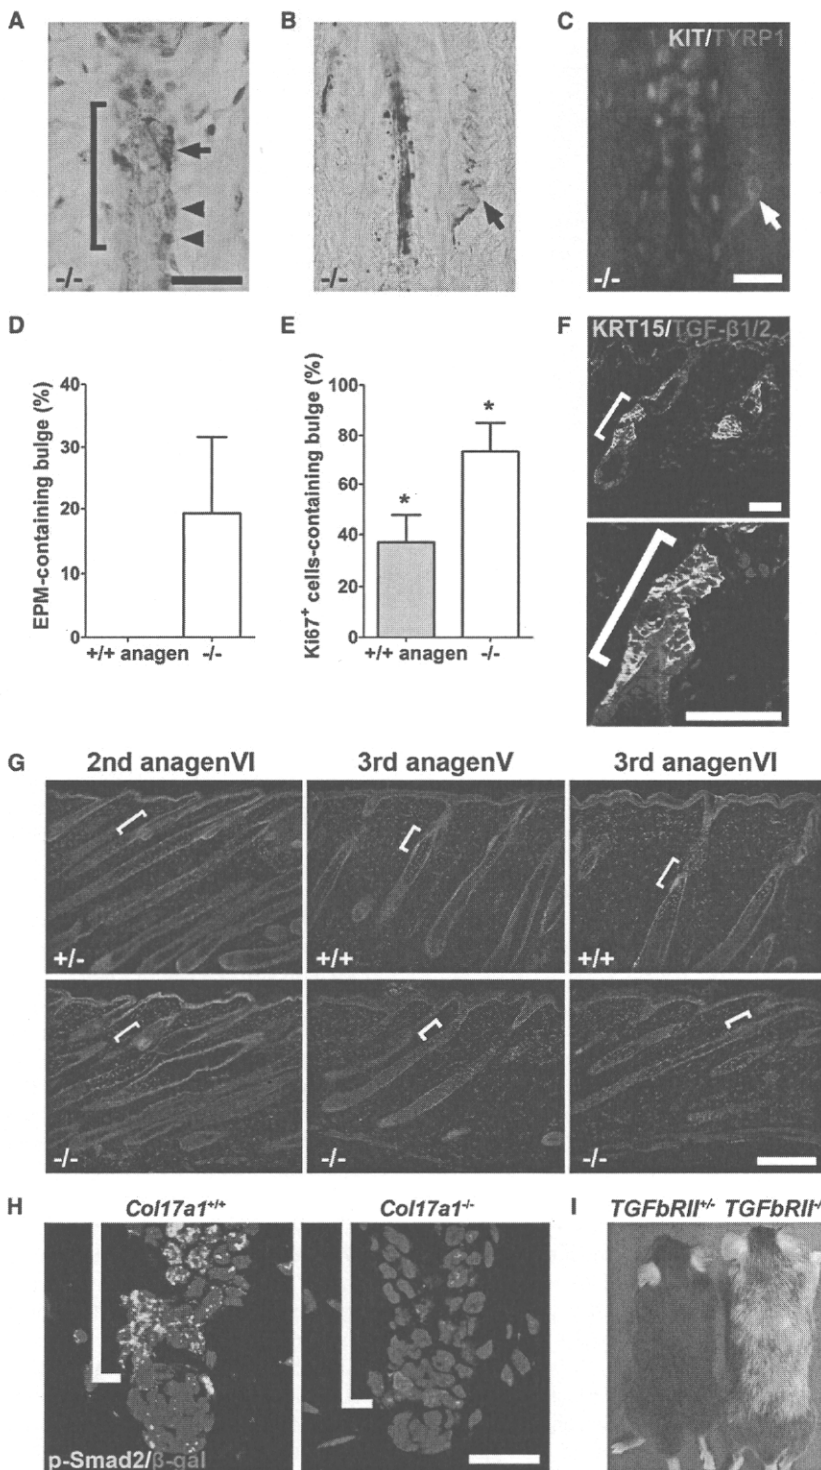 A
B
C
KIT/TYRP1
-/-
-/-
-/-
D
E
F
EPM-containing bulge (%)
40
30
20
10
0
+/+ anagen
-/-
Ki67+ cells-containing bulge (%)
100
80
60
40
20
0
*
*
+/+ anagen
-/-
KRT15/TGF-β1/2
G
2nd anagenVI
3rd anagenV
3rd anagenVI
+/-
+/+
+/+
-/-
-/-
-/-
H
Col17a1+/+
Col17a1-/-
I
TGFbRII+/- TGFbRII-/
p-Smad2/β-gal